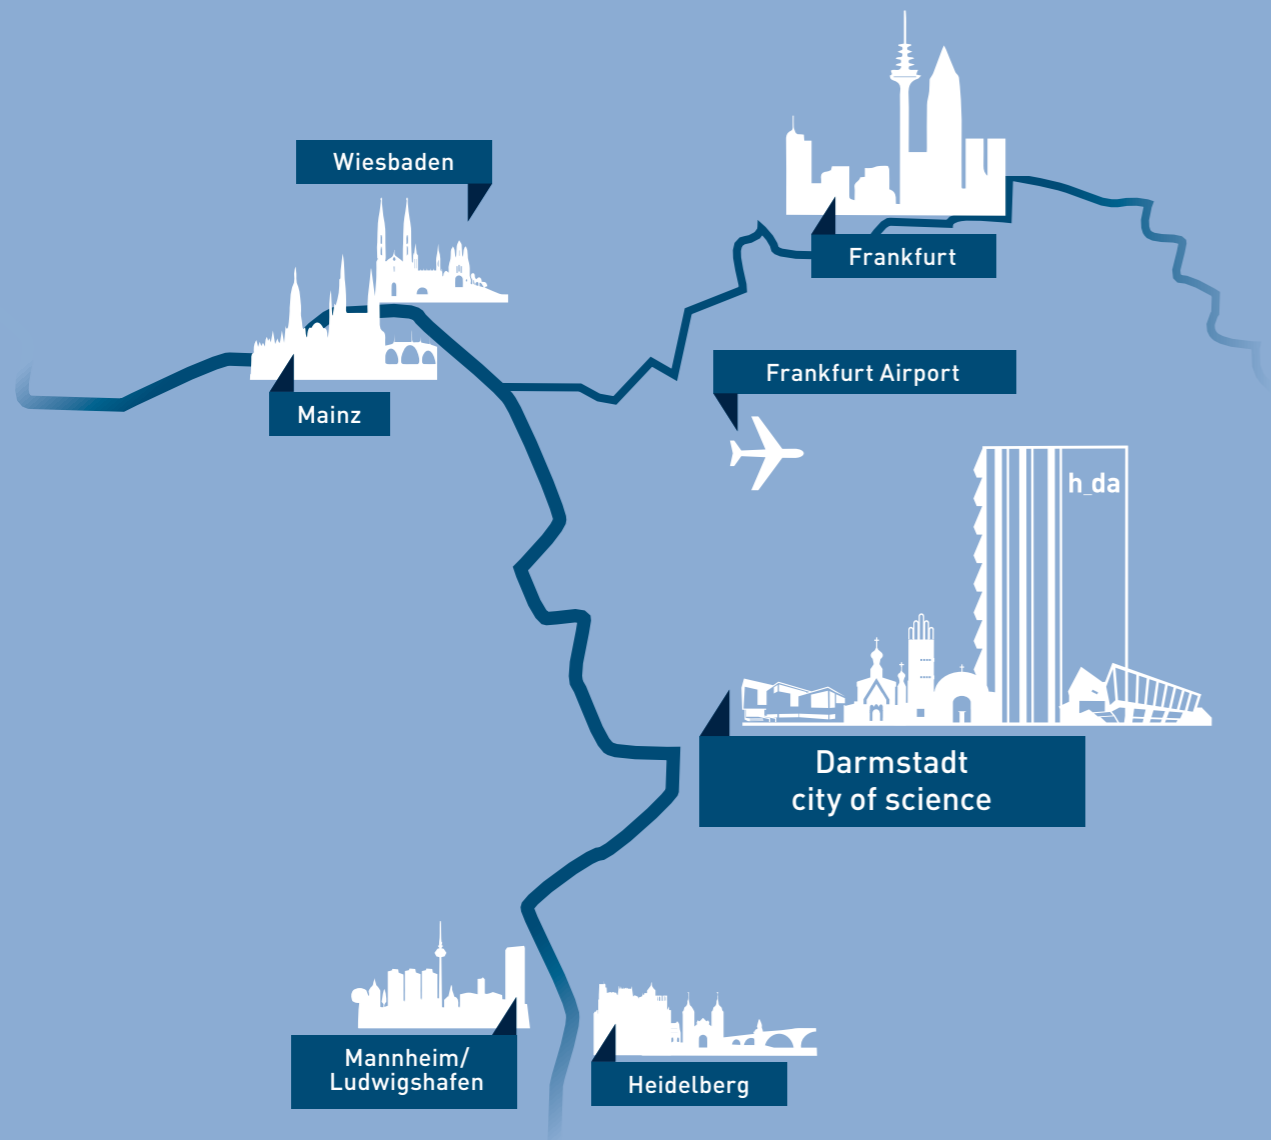 Wiesbaden
Frankfurt
Frankfurt Airport
Mainz
h_da
Darmstadt
city of science
Mannheim/
Ludwigshafen
Heidelberg